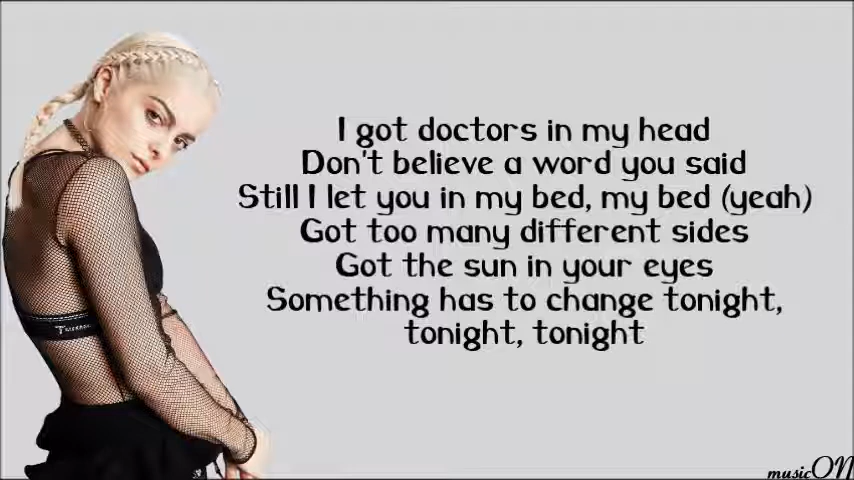 I got doctors in my head
Don't believe a word you said
Still I let you in my bed, my bed (yeah)
Got too many different sides
Got the sun in your eyes
Something has to change tonight,
tonight, tonight
musicON